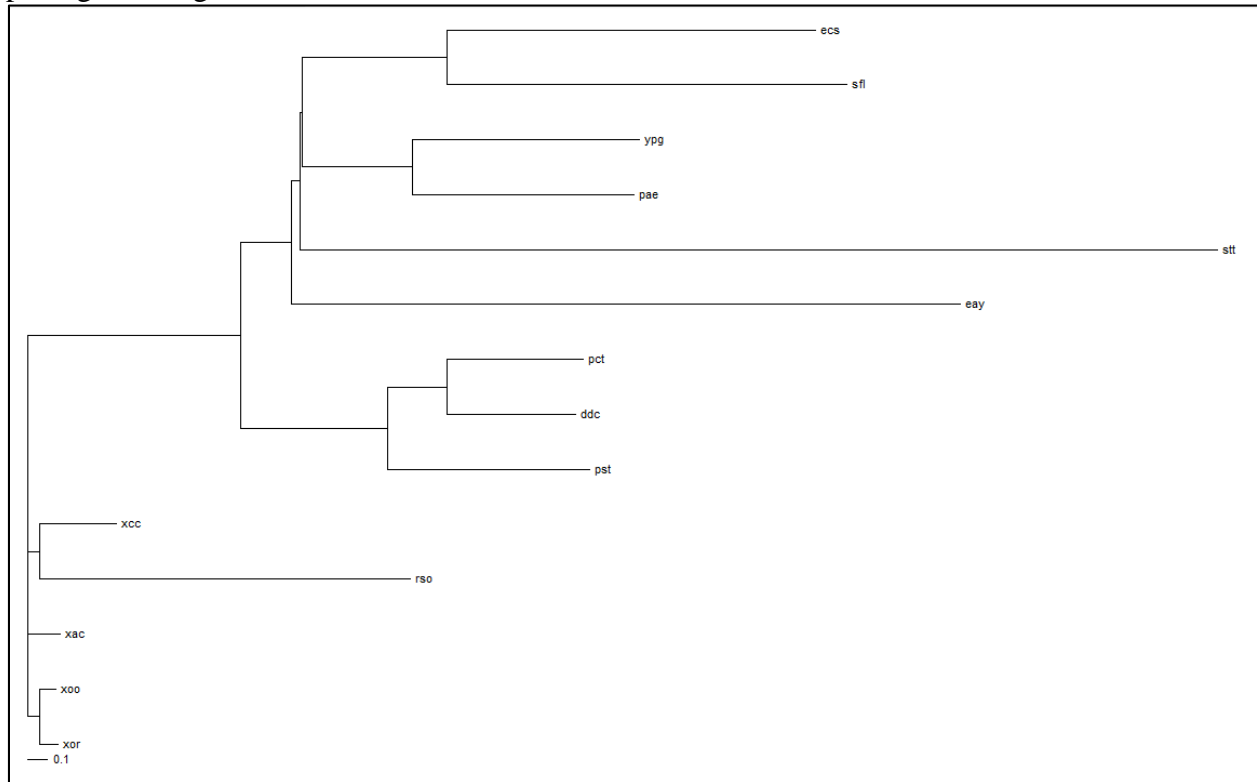 ecs
sfl
ypg
pae
stt
eay
pct
ddc
pst
xcc
rso
xac
xoo
xor
0.1